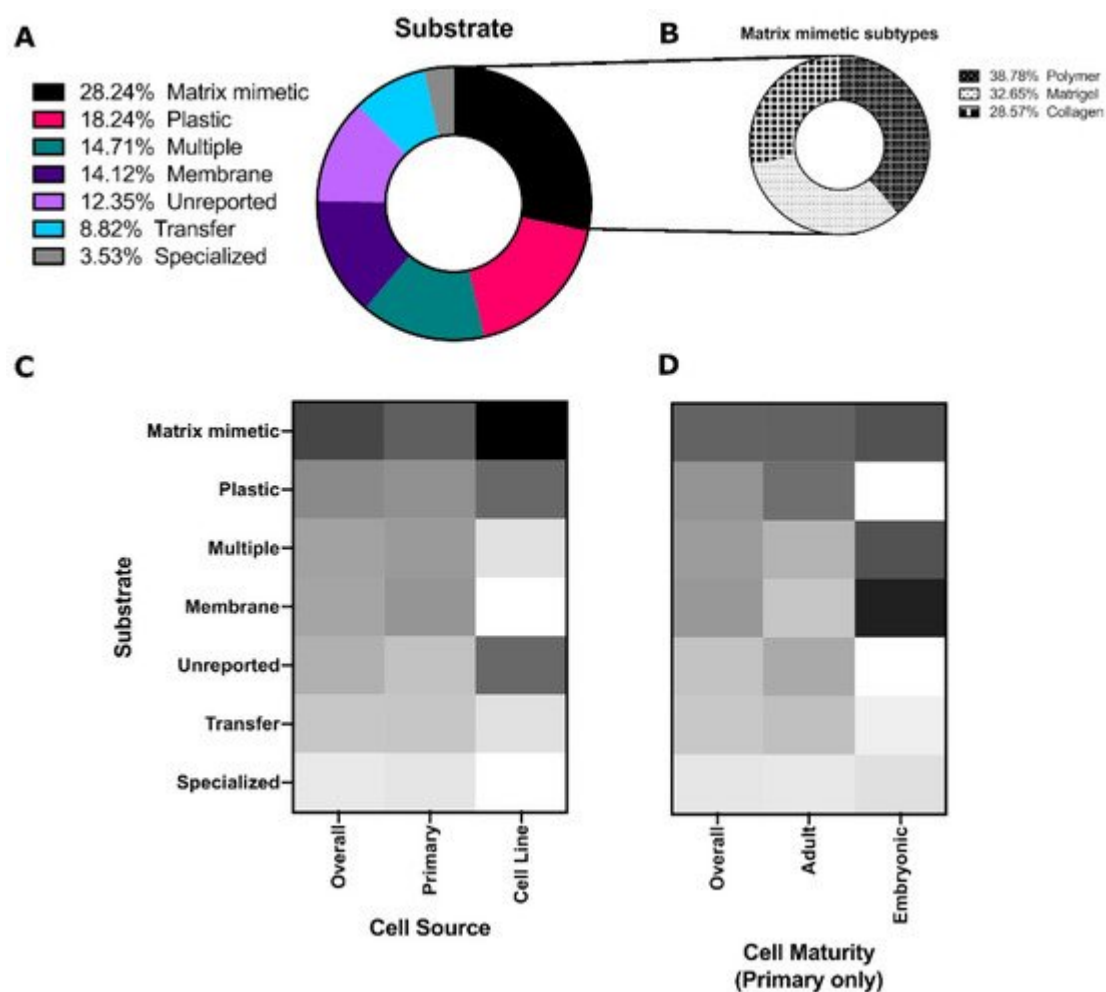 A
Substrate
28.24% Matrix mimetic
18.24% Plastic
14.71% Multiple
14.12% Membrane
12.35% Unreported
8.82% Transfer
3.53% Specialized
B
Matrix mimetic subtypes
38.78% Polymer
32.65% Matrigel
28.57% Collagen
C
Substrate
Matrix mimetic
Plastic
Multiple
Membrane
Unreported
Transfer
Specialized
Overall
Primary
Cell Line
Cell Source
D
Overall
Adult
Embryonic
Cell Maturity
(Primary only)